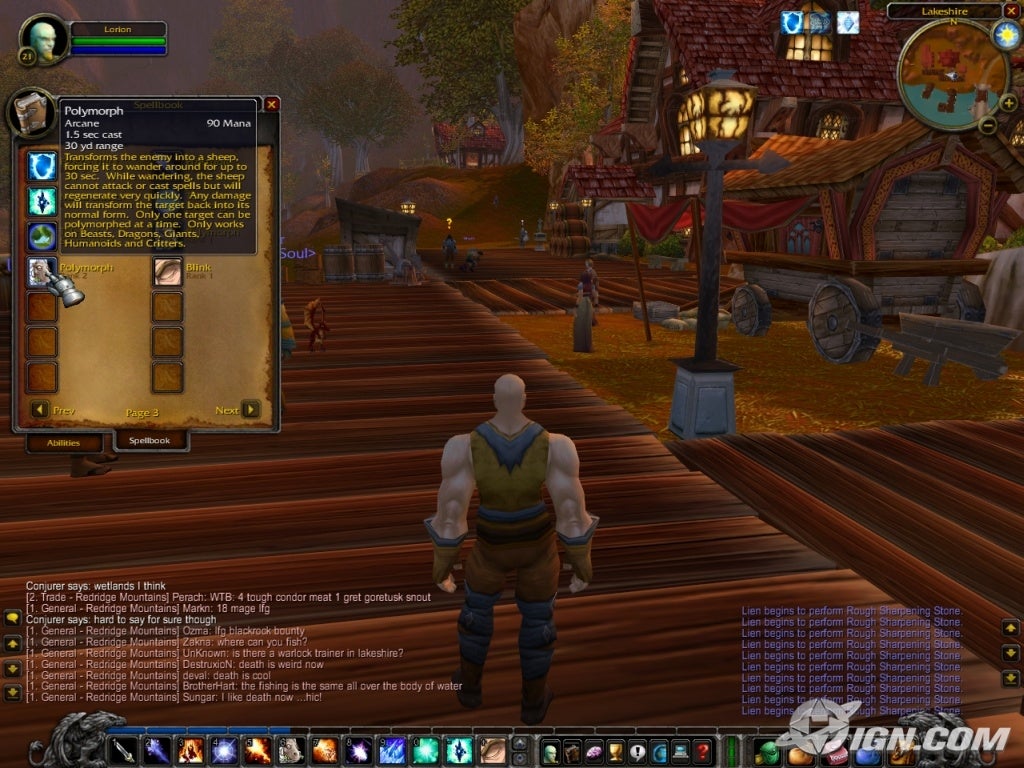 Lorion
21
Lakeshire
N
Spellbook
Polymorph
Arcane 90 Mana
1.5 sec cast
30 yd range
Transforms the enemy into a sheep,
forcing it to wander around for up to
30 sec. While wandering, the sheep
cannot attack or cast spells but will
regenerate very quickly. Any damage
will transform the target back into its
normal form. Only one target can be
polymorphed at a time. Only works
on Beasts, Dragons, Giants,
Humanoids and Critters.
Soul>
Polymorph
Blink
Rank 1
Prev
Page 3
Next
Abilities
Spellbook
Conjurer says: wetlands I think
[2. Trade - Redridge Mountains] Perach: WTB: 4 tough condor meat 1 gret goretusk snout
[1. General - Redridge Mountains] Markn: 18 mage lfg
Conjurer says: hard to say for sure though
[1. General - Redridge Mountains] Ozma: lfg blackrock bounty
[1. General - Redridge Mountains] Zakna: where can you fish?
[1. General - Redridge Mountains] UnKnown: is there a warlock trainer in lakeshire?
[1. General - Redridge Mountains] DestruxioN: death is weird now
[1. General - Redridge Mountains] deval: death is cool
[1. General - Redridge Mountains] BrotherHart: the fishing is the same all over the body of water
[1. General - Redridge Mountains] Sungar: I like death now ...hic!
Lien begins to perform Rough Sharpening Stone.
Lien begins to perform Rough Sharpening Stone.
Lien begins to perform Rough Sharpening Stone.
Lien begins to perform Rough Sharpening Stone.
Lien begins to perform Rough Sharpening Stone.
Lien begins to perform Rough Sharpening Stone.
Lien begins to perform Rough Sharpening Stone.
Lien begins to perform Rough Sharpening Stone.
Lien begins to perform Rough Sharpening Stone.
Lien begins to perform Rough Sharpening Stone.
IGN.COM